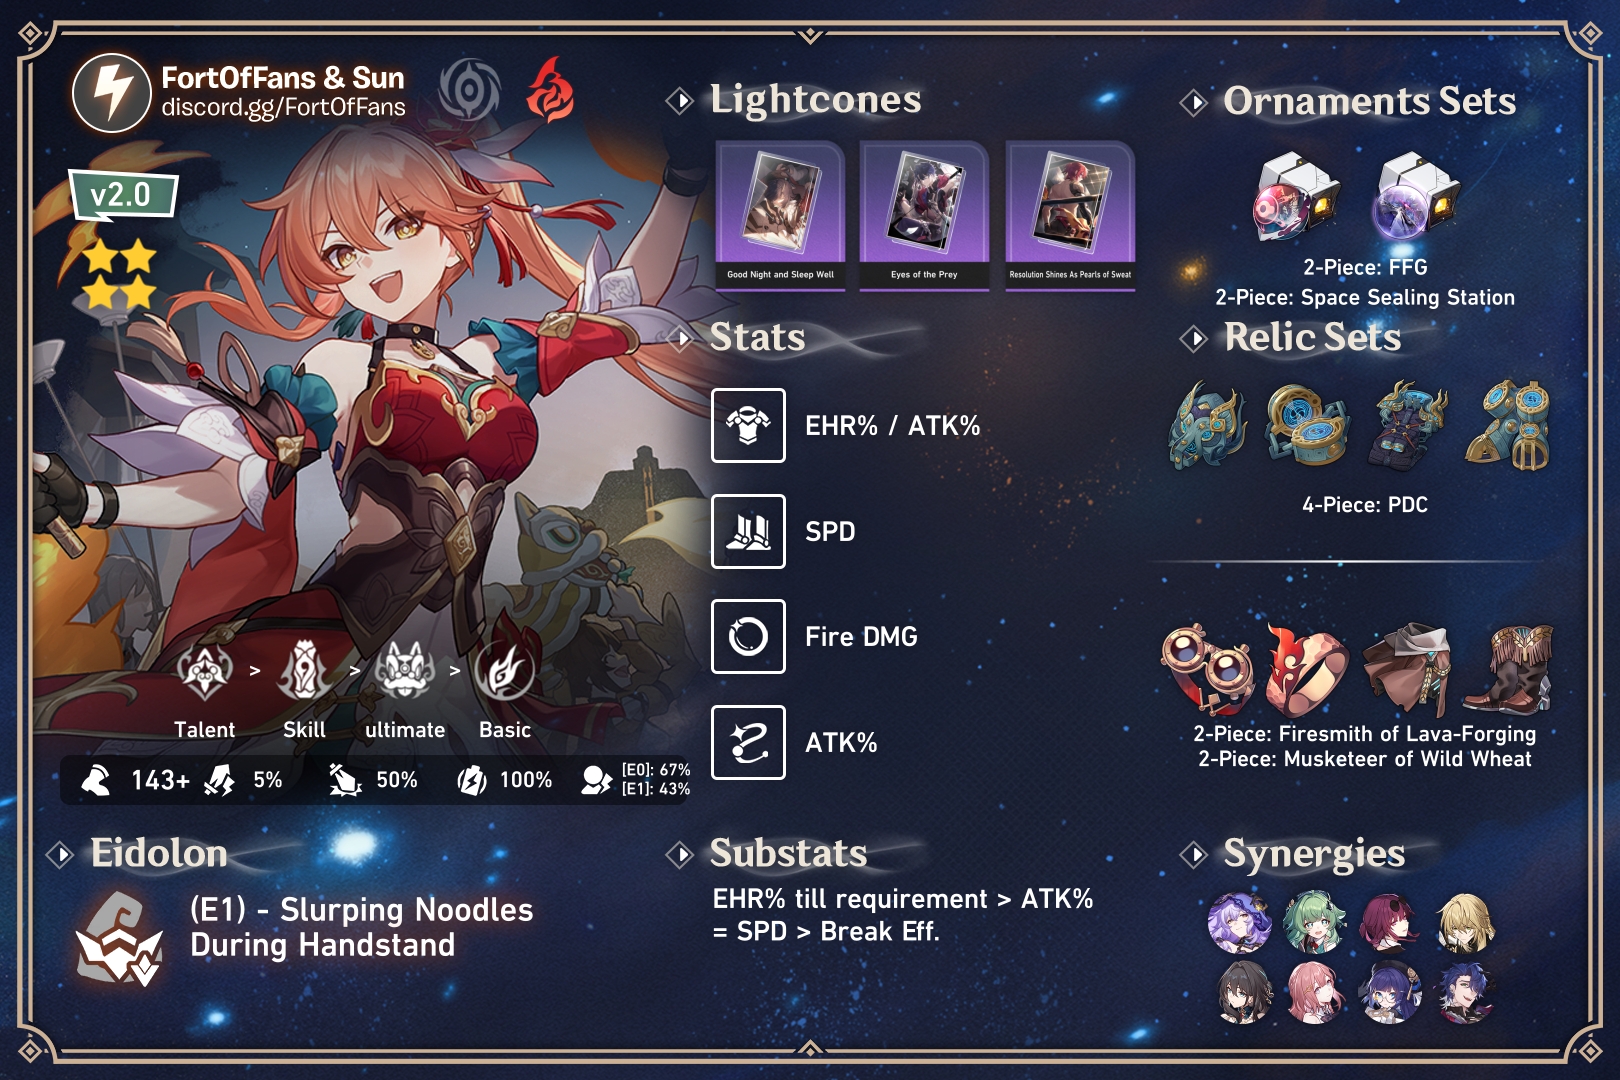 FortOfFans & Sun
discord.gg/FortOfFans
v2.0
Talent > Skill > ultimate > Basic
143+ 5% 50% 100% [E0]: 67%
[E1]: 43%
Eidolon
(E1) - Slurping Noodles
During Handstand
Lightcones
Good Night and Sleep Well
Eyes of the Prey
Resolution Shines As Pearls of Sweat
Stats
EHR% / ATK%
SPD
Fire DMG
ATK%
Substats
EHR% till requirement > ATK%
= SPD > Break Eff.
Ornaments Sets
2-Piece: FFG
2-Piece: Space Sealing Station
Relic Sets
4-Piece: PDC
2-Piece: Firesmith of Lava-Forging
2-Piece: Musketeer of Wild Wheat
Synergies